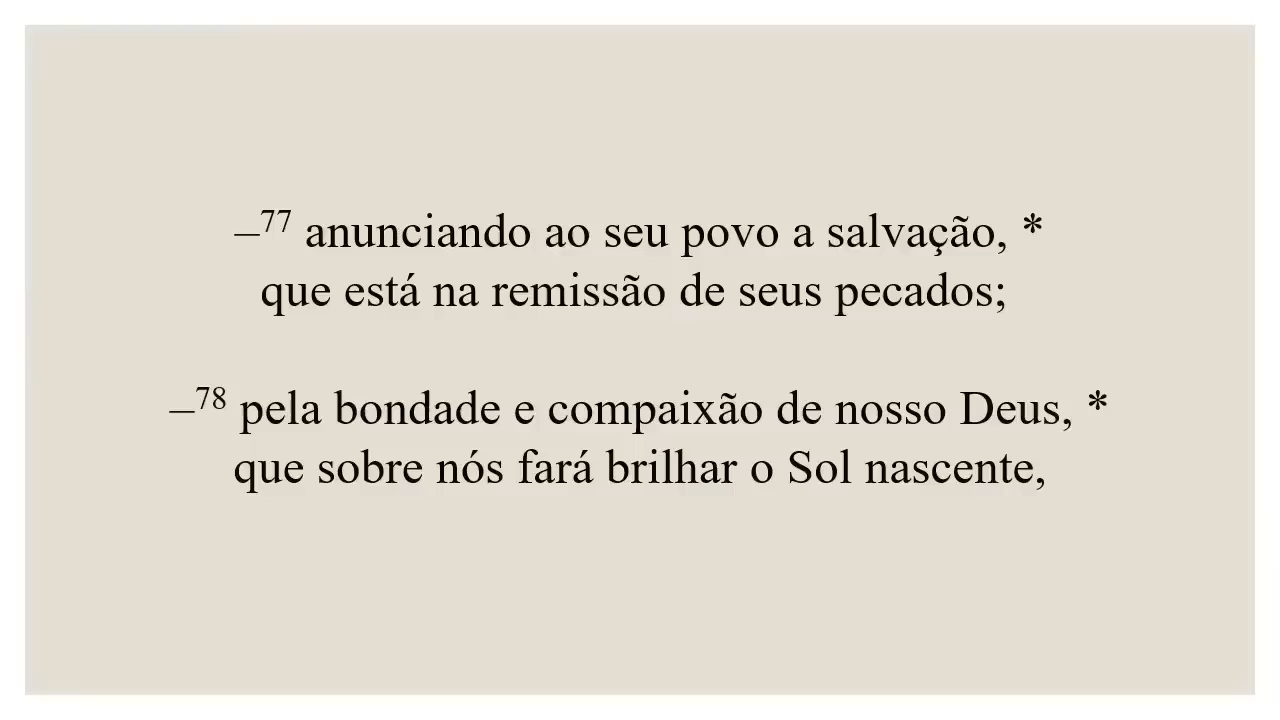 –77 anunciando ao seu povo a salvação, *
que está na remissão de seus pecados;
–78 pela bondade e compaixão de nosso Deus, *
que sobre nós fará brilhar o Sol nascente,